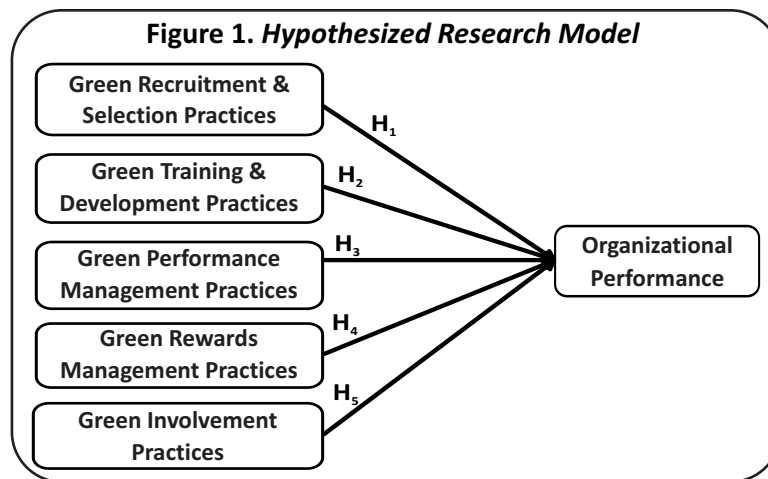 Figure 1. Hypothesized Research Model
Green Recruitment &
Selection Practices
H₁
Green Training &
Development Practices
H₂
Green Performance
Management Practices
H₃
Green Rewards
Management Practices
H₄
Green Involvement
Practices
H₅
Organizational
Performance